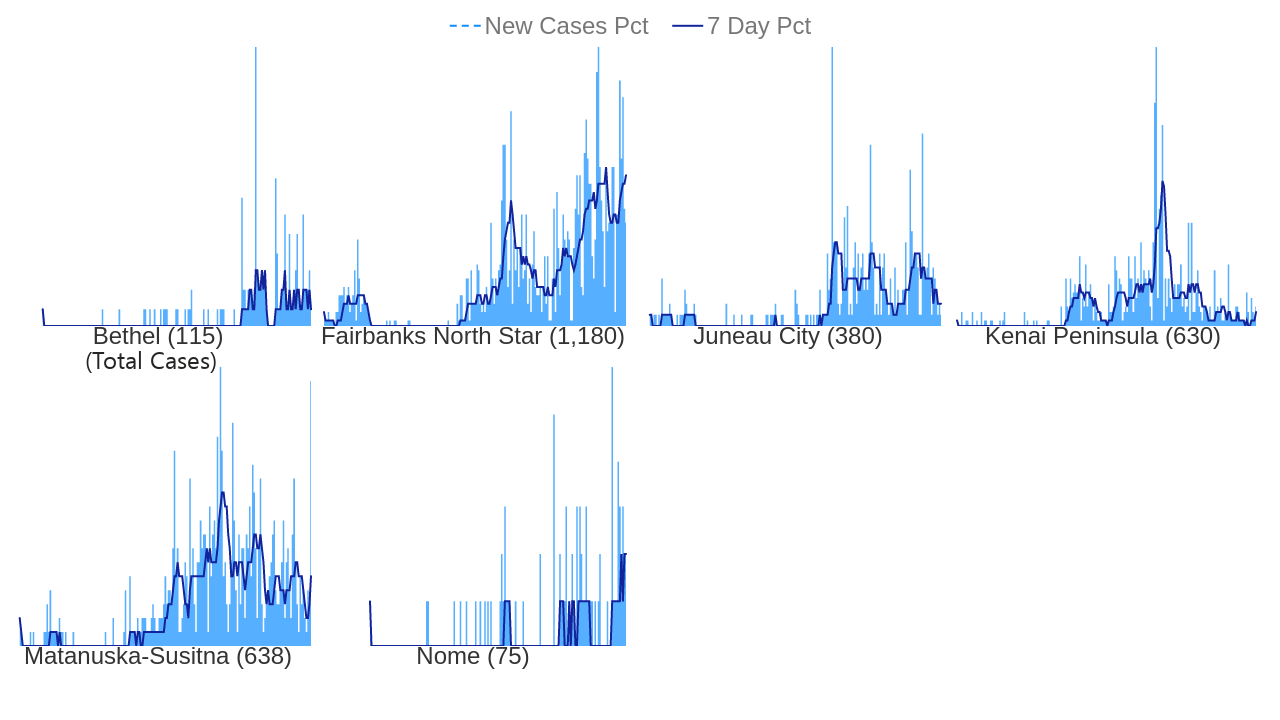 New Cases Pct 7 Day Pct
Bethel (115) Fairbanks North Star (1,180) Juneau City (380) Kenai Peninsula (630)
(Total Cases)
Matanuska-Susitna (638) Nome (75)